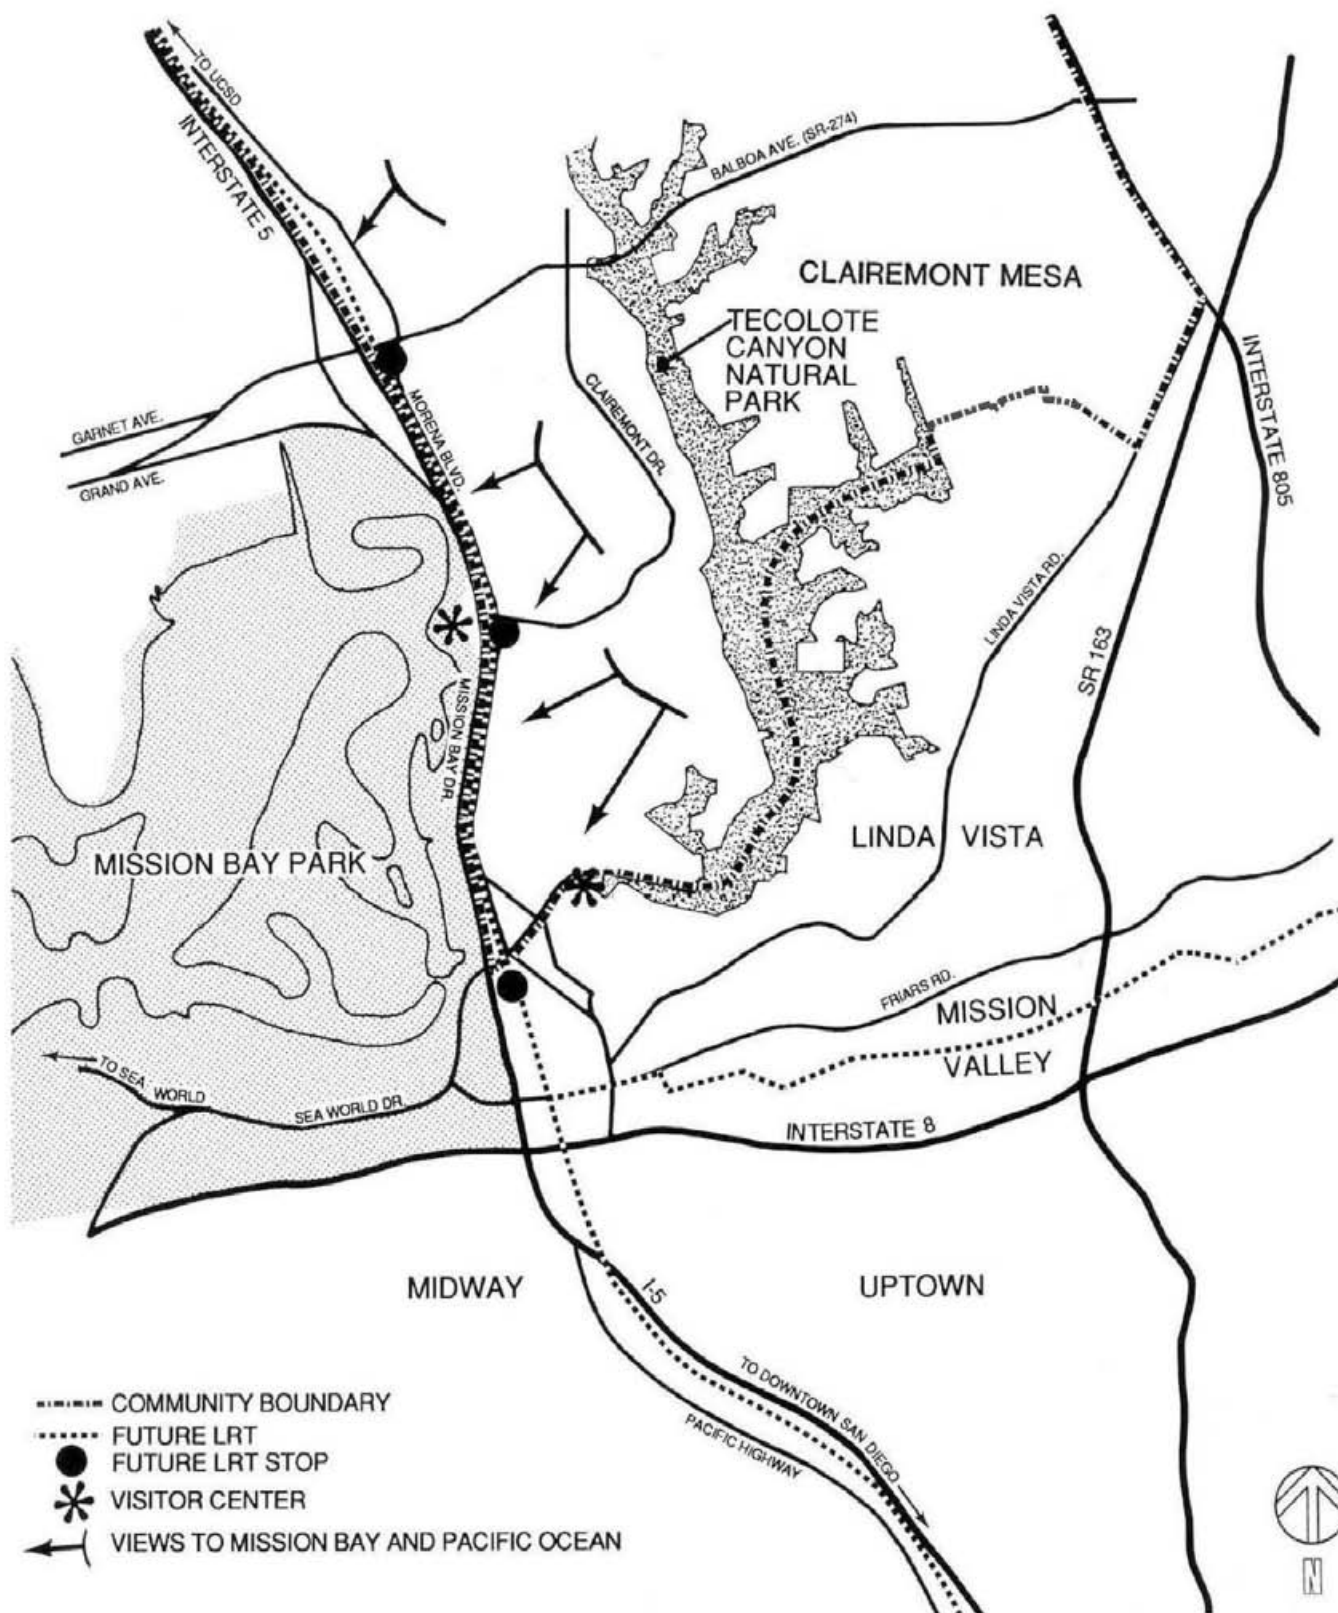 TO UCSD
INTERSTATE 5
BALBOA AVE. (SR-274)
CLAIREMONT MESA
TECOLOTE
CANYON
NATURAL
PARK
INTERSTATE 805
CLAIREMONT DR.
MORENA BLVD.
GARNET AVE.
GRAND AVE.
LINDA VISTA RD.
SR 163
MISSION BAY DR.
MISSION BAY PARK
LINDA VISTA
FRIARS RD.
MISSION
VALLEY
TO SEA WORLD
SEA WORLD DR.
INTERSTATE 8
MIDWAY
UPTOWN
I-5
TO DOWNTOWN SAN DIEGO
PACIFIC HIGHWAY
COMMUNITY BOUNDARY
FUTURE LRT
FUTURE LRT STOP
VISITOR CENTER
VIEWS TO MISSION BAY AND PACIFIC OCEAN
N